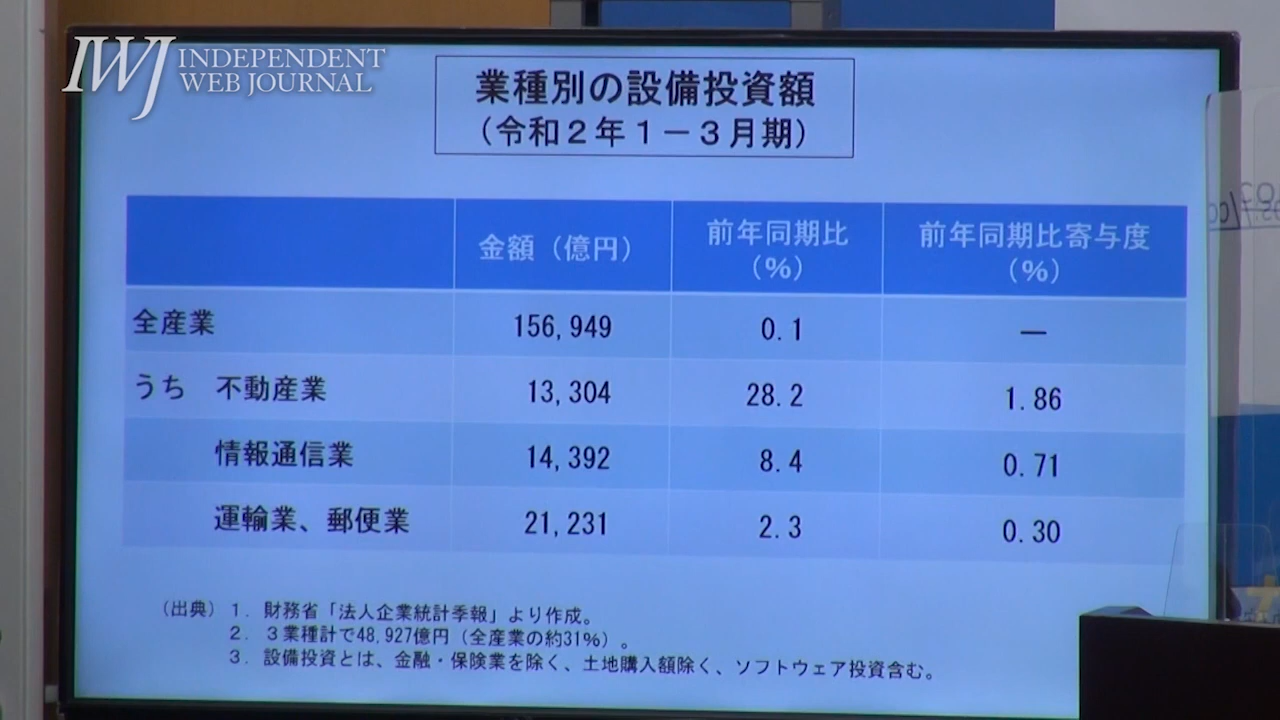 IWJ INDEPENDENT
WEB JOURNAL
業種別の設備投資額
（令和２年１－３月期）
金額（億円） 前年同期比 前年同期比寄与度
（％） （％）
全産業 156,949 0.1 ―
うち 不動産業 13,304 28.2 1.86
情報通信業 14,392 8.4 0.71
運輸業、郵便業 21,231 2.3 0.30
（出典）１．財務省「法人企業統計季報」より作成。
２．３業種計で48,927億円（全産業の約31％）。
３．設備投資とは、金融・保険業を除く、土地購入額除く、ソフトウェア投資含む。